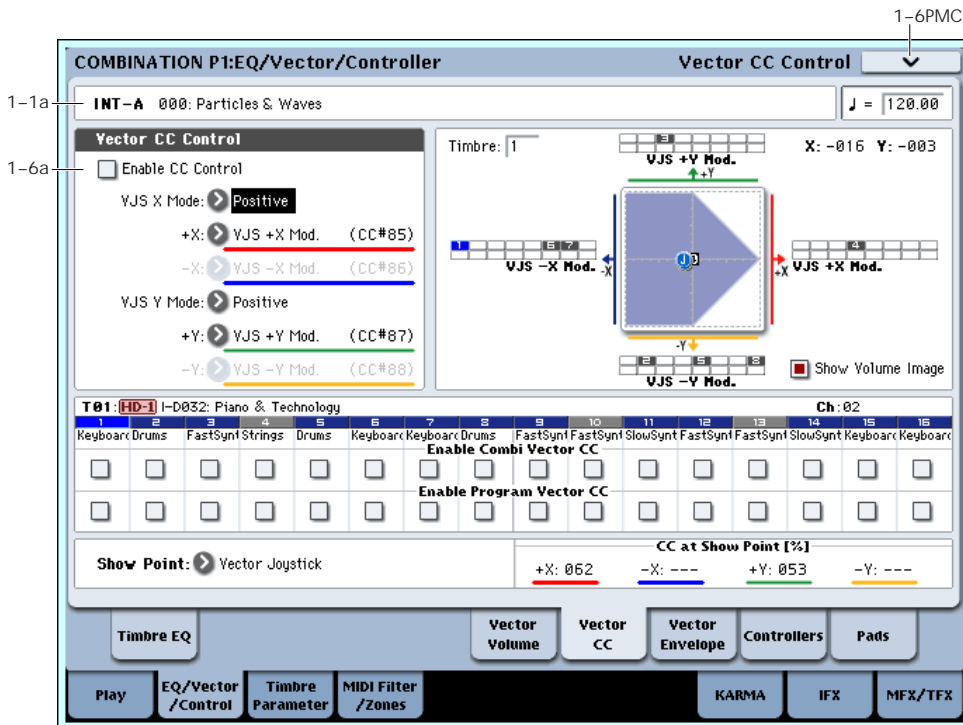 1–6PMC
COMBINATION P1:EQ/Vector/Controller
Vector CC Control
1–1a
INT-A 000: Particles & Waves
♩ = 120.00
1–6a
Vector CC Control
Enable CC Control
VJS X Mode: Positive
+X: VJS +X Mod. (CC#85)
-X: VJS -X Mod. (CC#86)
VJS Y Mode: Positive
+Y: VJS +Y Mod. (CC#87)
-Y: VJS -Y Mod. (CC#88)
Timbre: 1
3
VJS +Y Mod.
+Y
X: -016 Y: -003
1 6 7
VJS -X Mod. -X
J
4
+X VJS +X Mod.
-Y
2 5 8
VJS -Y Mod.
Show Volume Image
T01: HD-1 I-D032: Piano & Technology
Ch:02
1 2 3 4 5 6 7 8 9 10 11 12 13 14 15 16
Keyboarc Drums FastSynt Strings Drums Keyboarc Keyboarc Drums FastSynt FastSynt SlowSynt FastSynt FastSynt SlowSynt Keyboarc Keyboarc
Enable Combi Vector CC
Enable Program Vector CC
Show Point: Vector Joystick
CC at Show Point [%]
+X: 062 -X: --- +Y: 053 -Y: ---
Timbre EQ
Vector Volume
Vector CC
Vector Envelope
Controllers
Pads
Play
EQ/Vector /Control
Timbre Parameter
MIDI Filter /Zones
KARMA
IFX
MFX/TFX